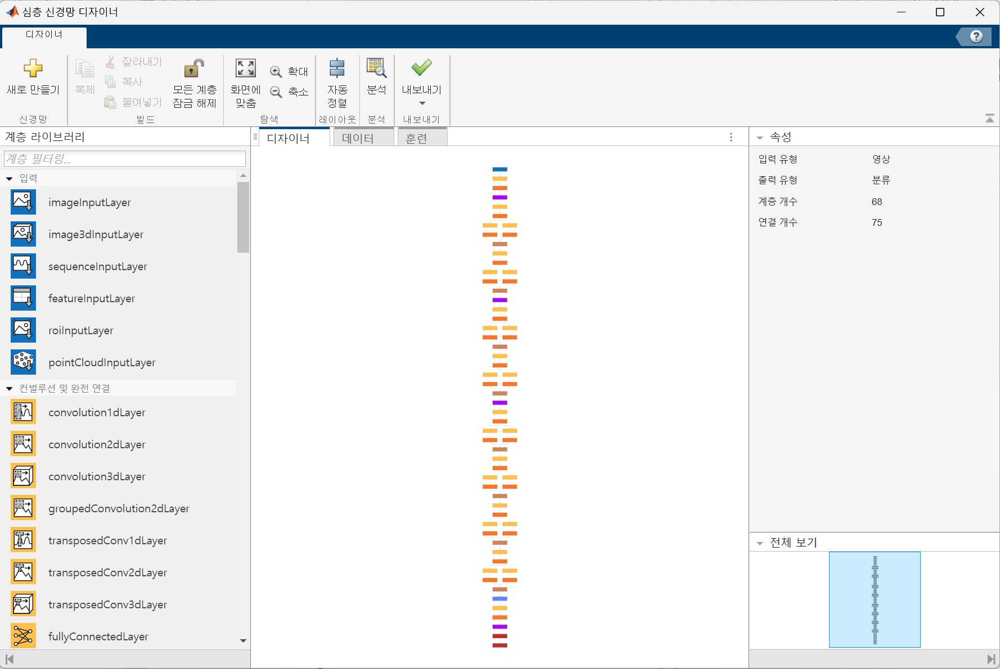 심층 신경망 디자이너
디자이너
새로 만들기
신경망
복제
잘라내기
복사
붙여넣기
모든 계층
잠금 해제
빌드
화면에
맞춤
확대
축소
탐색
자동
정렬
레이아웃
분석
분석
내보내기
내보내기
계층 라이브러리
계층 필터링...
입력
imageInputLayer
image3dInputLayer
sequenceInputLayer
featureInputLayer
roiInputLayer
pointCloudInputLayer
컨벌루션 및 완전 연결
convolution1dLayer
convolution2dLayer
convolution3dLayer
groupedConvolution2dLayer
transposedConv1dLayer
transposedConv2dLayer
transposedConv3dLayer
fullyConnectedLayer
디자이너
데이터
훈련
속성
입력 유형 영상
출력 유형 분류
계층 개수 68
연결 개수 75
전체 보기